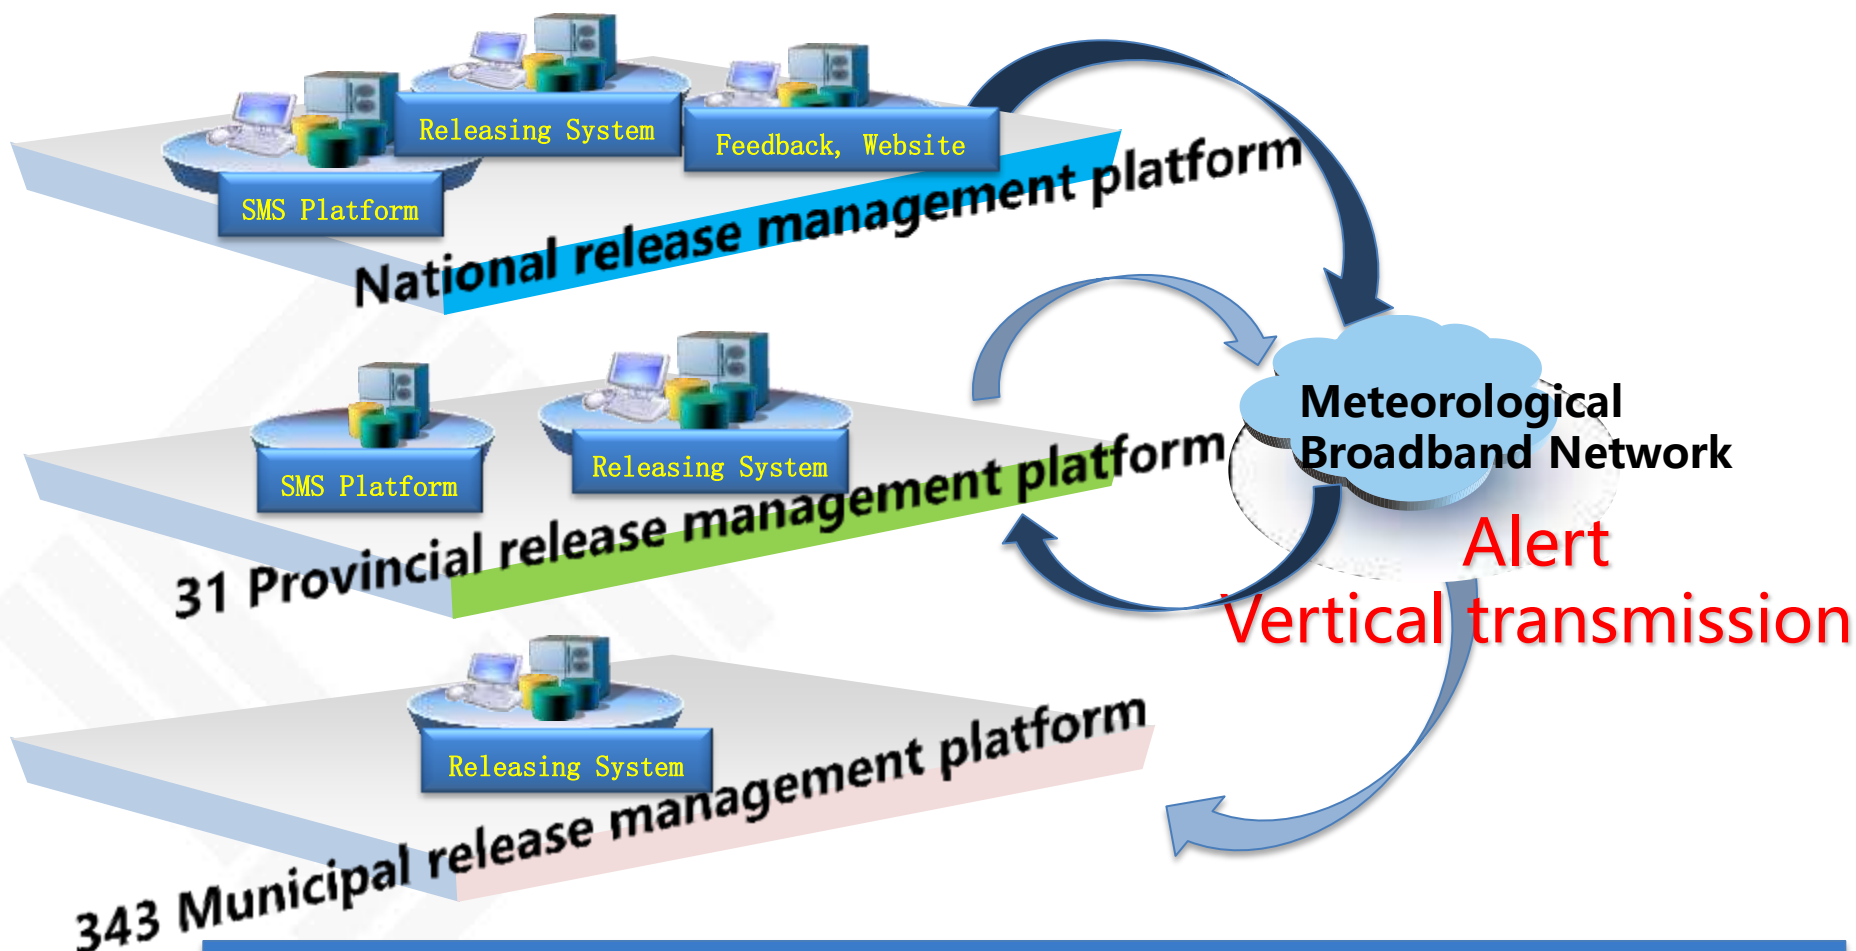 Releasing System
Feedback, Website
SMS Platform
National release management platform
SMS Platform
Releasing System
31 Provincial release management platform
Meteorological
Broadband Network
Alert
Vertical transmission
Releasing System
343 Municipal release management platform